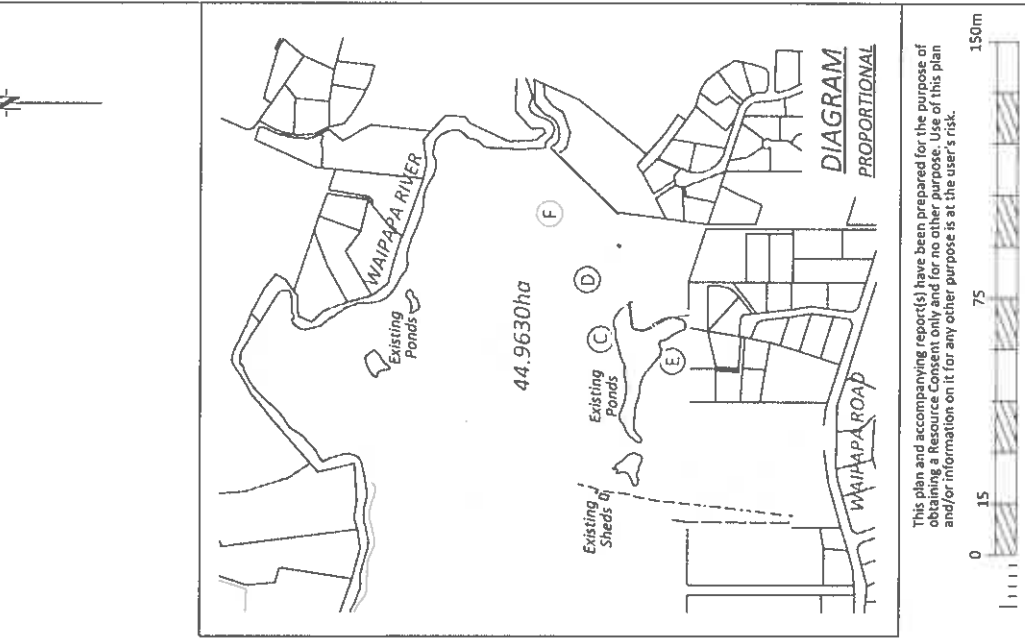 N
WAIPAPA RIVER
Existing
Ponds
44.9630ha
F
D
C
E
Existing
Ponds
Existing
Sheds
WAIPAPA ROAD
DIAGRAM
PROPORTIONAL
This plan and accompanying report(s) have been prepared for the purpose of
obtaining a Resource Consent only and for no other purpose. Use of this plan
and/or information on it for any other purpose is at the user's risk.
0 15 75 150m